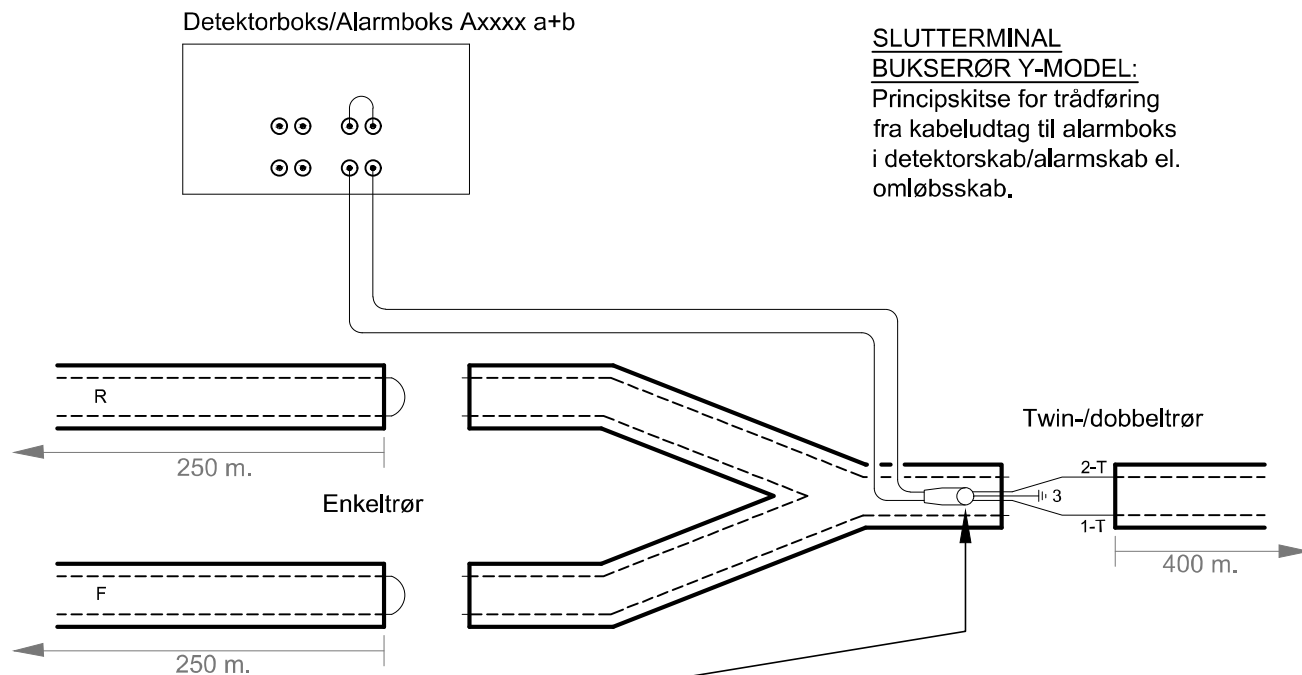 Detektorboks/Alarmboks Axxxx a+b
SLUTTERMINAL
BUKSERØR Y-MODEL:
Principskitse for trådføring
fra kabeludtag til alarmboks
i detektorskab/alarmskab el.
omløbsskab.
R
250 m.
Enkeltrør
Twin-/dobbeltrør
2-T
3
1-T
400 m.
F
250 m.